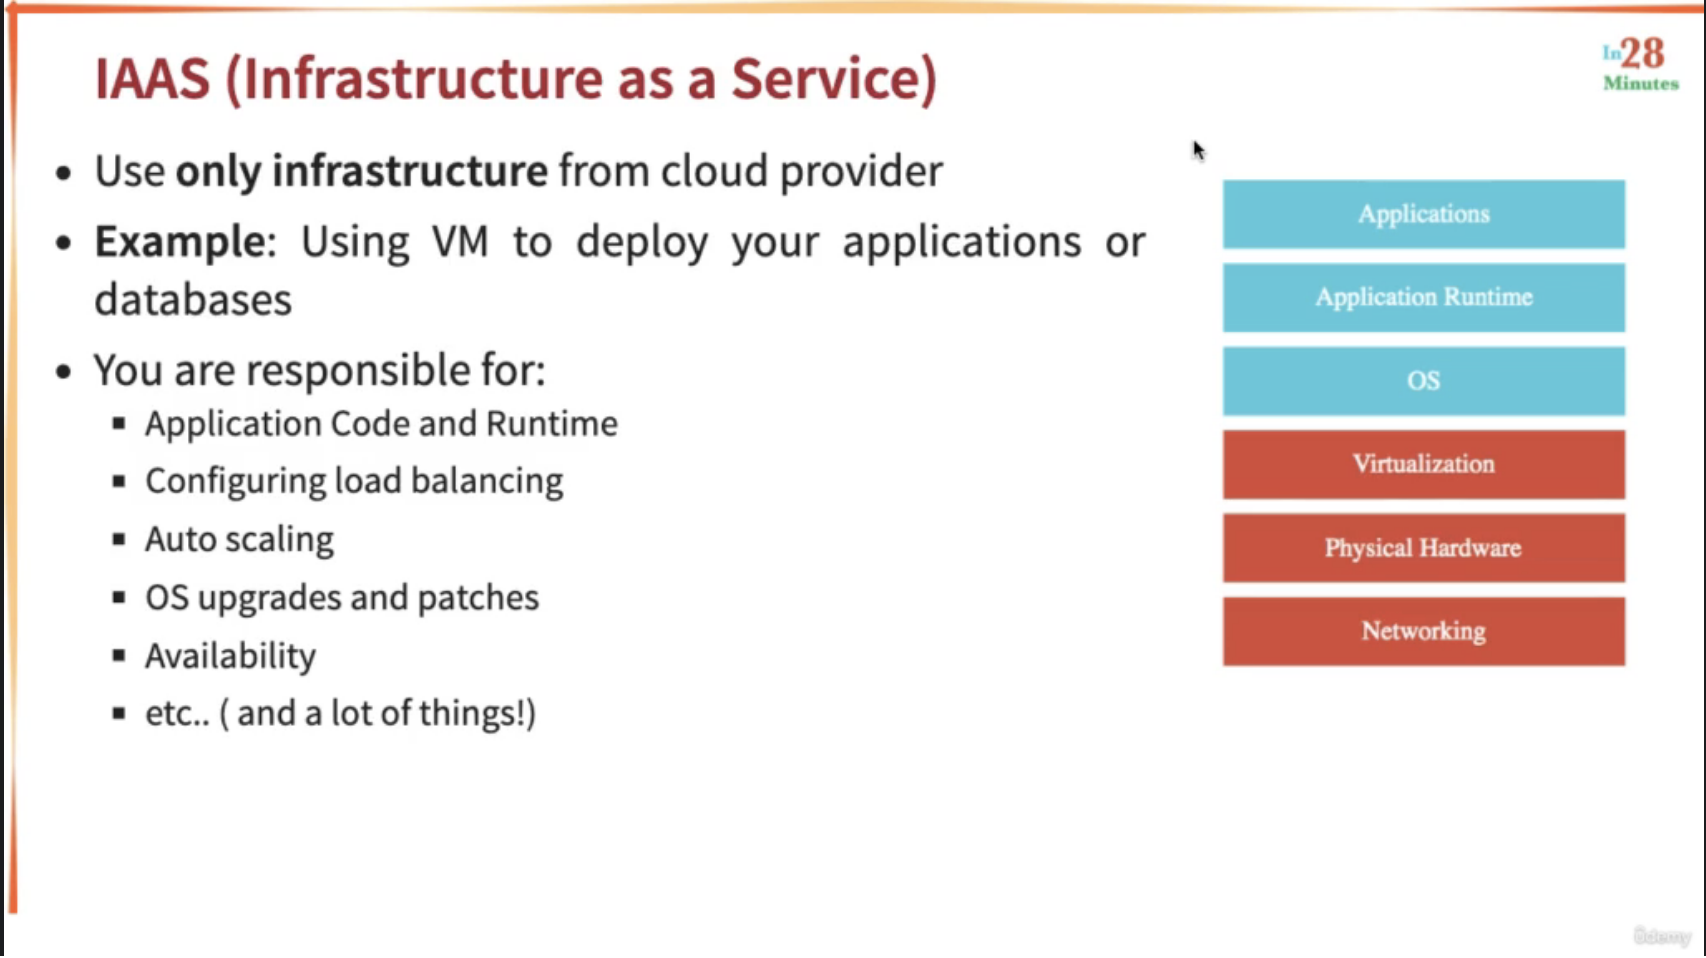 IAAS (Infrastructure as a Service)
In28
Minutes
• Use only infrastructure from cloud provider
• Example: Using VM to deploy your applications or
databases
• You are responsible for:
▪ Application Code and Runtime
▪ Configuring load balancing
▪ Auto scaling
▪ OS upgrades and patches
▪ Availability
▪ etc.. ( and a lot of things!)
Applications
Application Runtime
OS
Virtualization
Physical Hardware
Networking
ûdemy